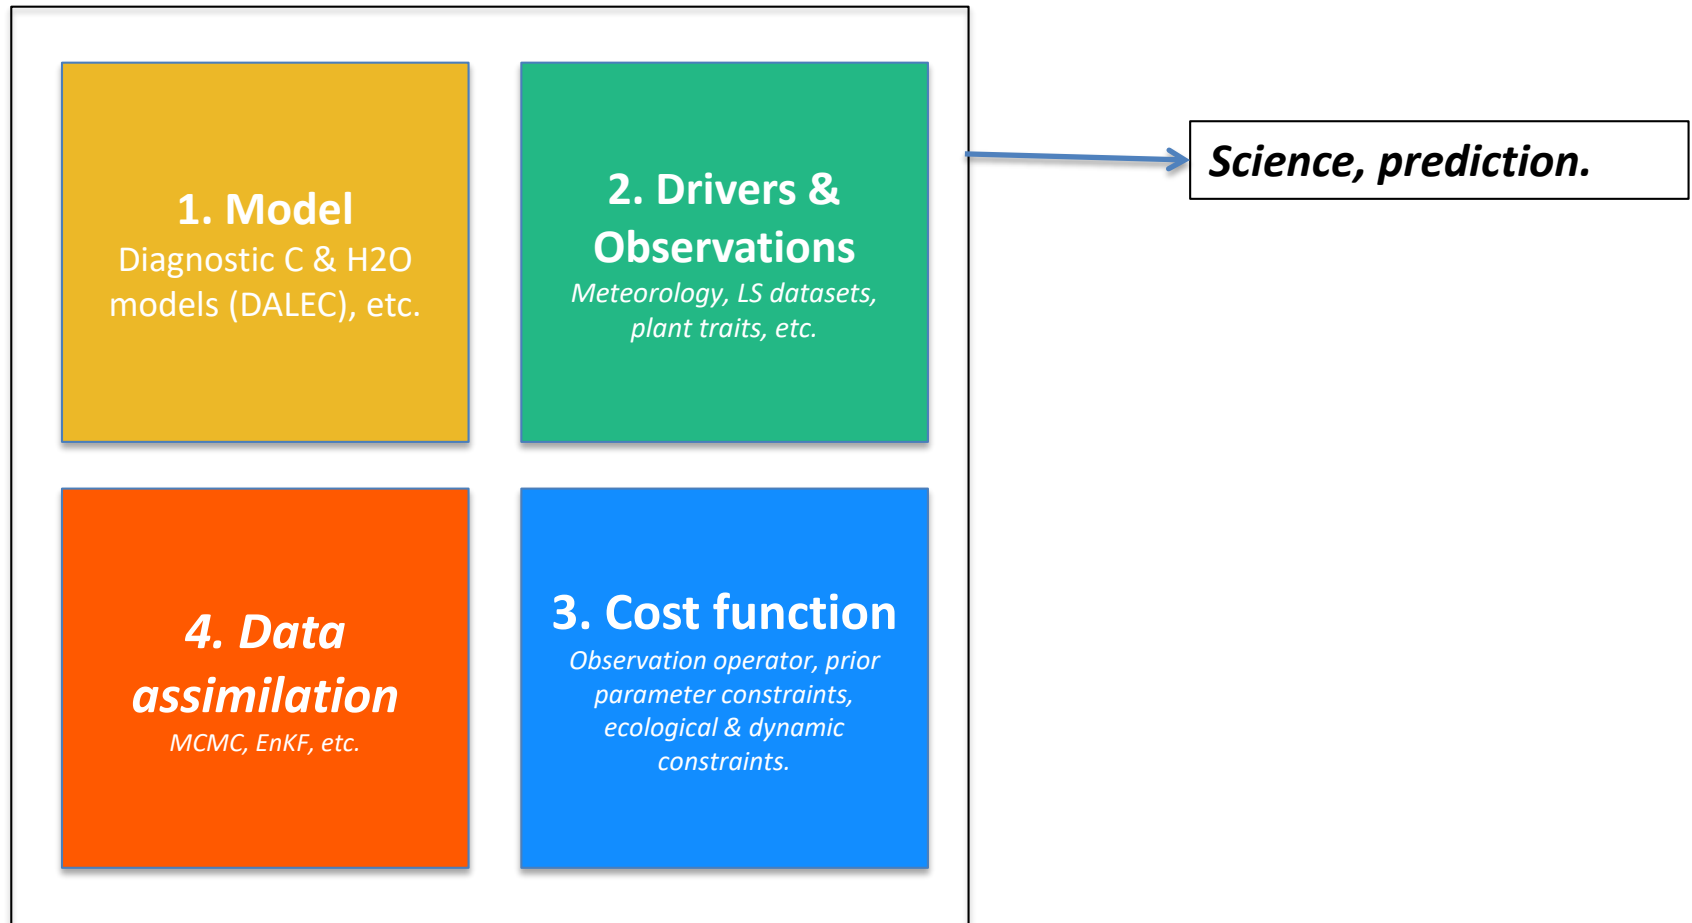 1. Model
Diagnostic C & H2O
models (DALEC), etc.
2. Drivers &
Observations
Meteorology, LS datasets,
plant traits, etc.
Science, prediction.
4. Data
assimilation
MCMC, EnKF, etc.
3. Cost function
Observation operator, prior
parameter constraints,
ecological & dynamic
constraints.